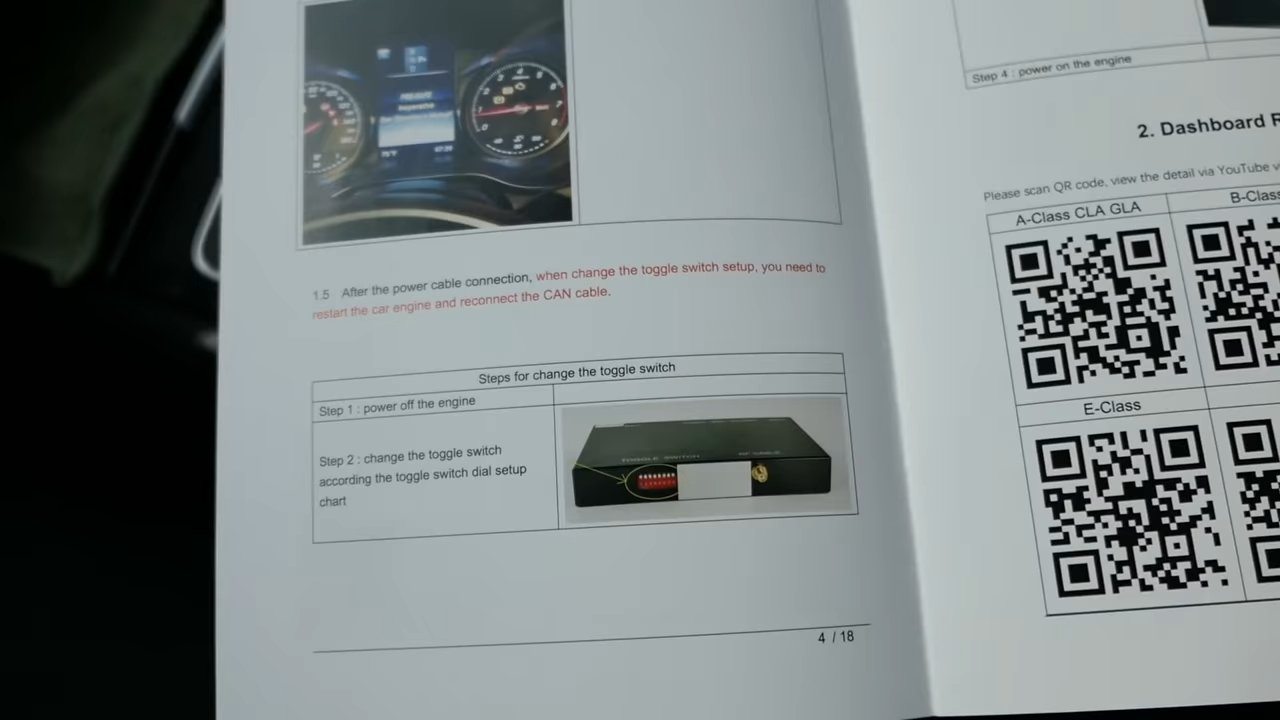 1.5 After the power cable connection, when change the toggle switch setup, you need to
restart the car engine and reconnect the CAN cable.
Steps for change the toggle switch
Step 1 : power off the engine
Step 2 : change the toggle switch
according the toggle switch dial setup
chart
TOGGLE SWITCH
4 / 18
Step 4 : power on the engine
2. Dashboard R
Please scan QR code, view the detail via YouTube v
A-Class CLA GLA
B-Class
E-Class